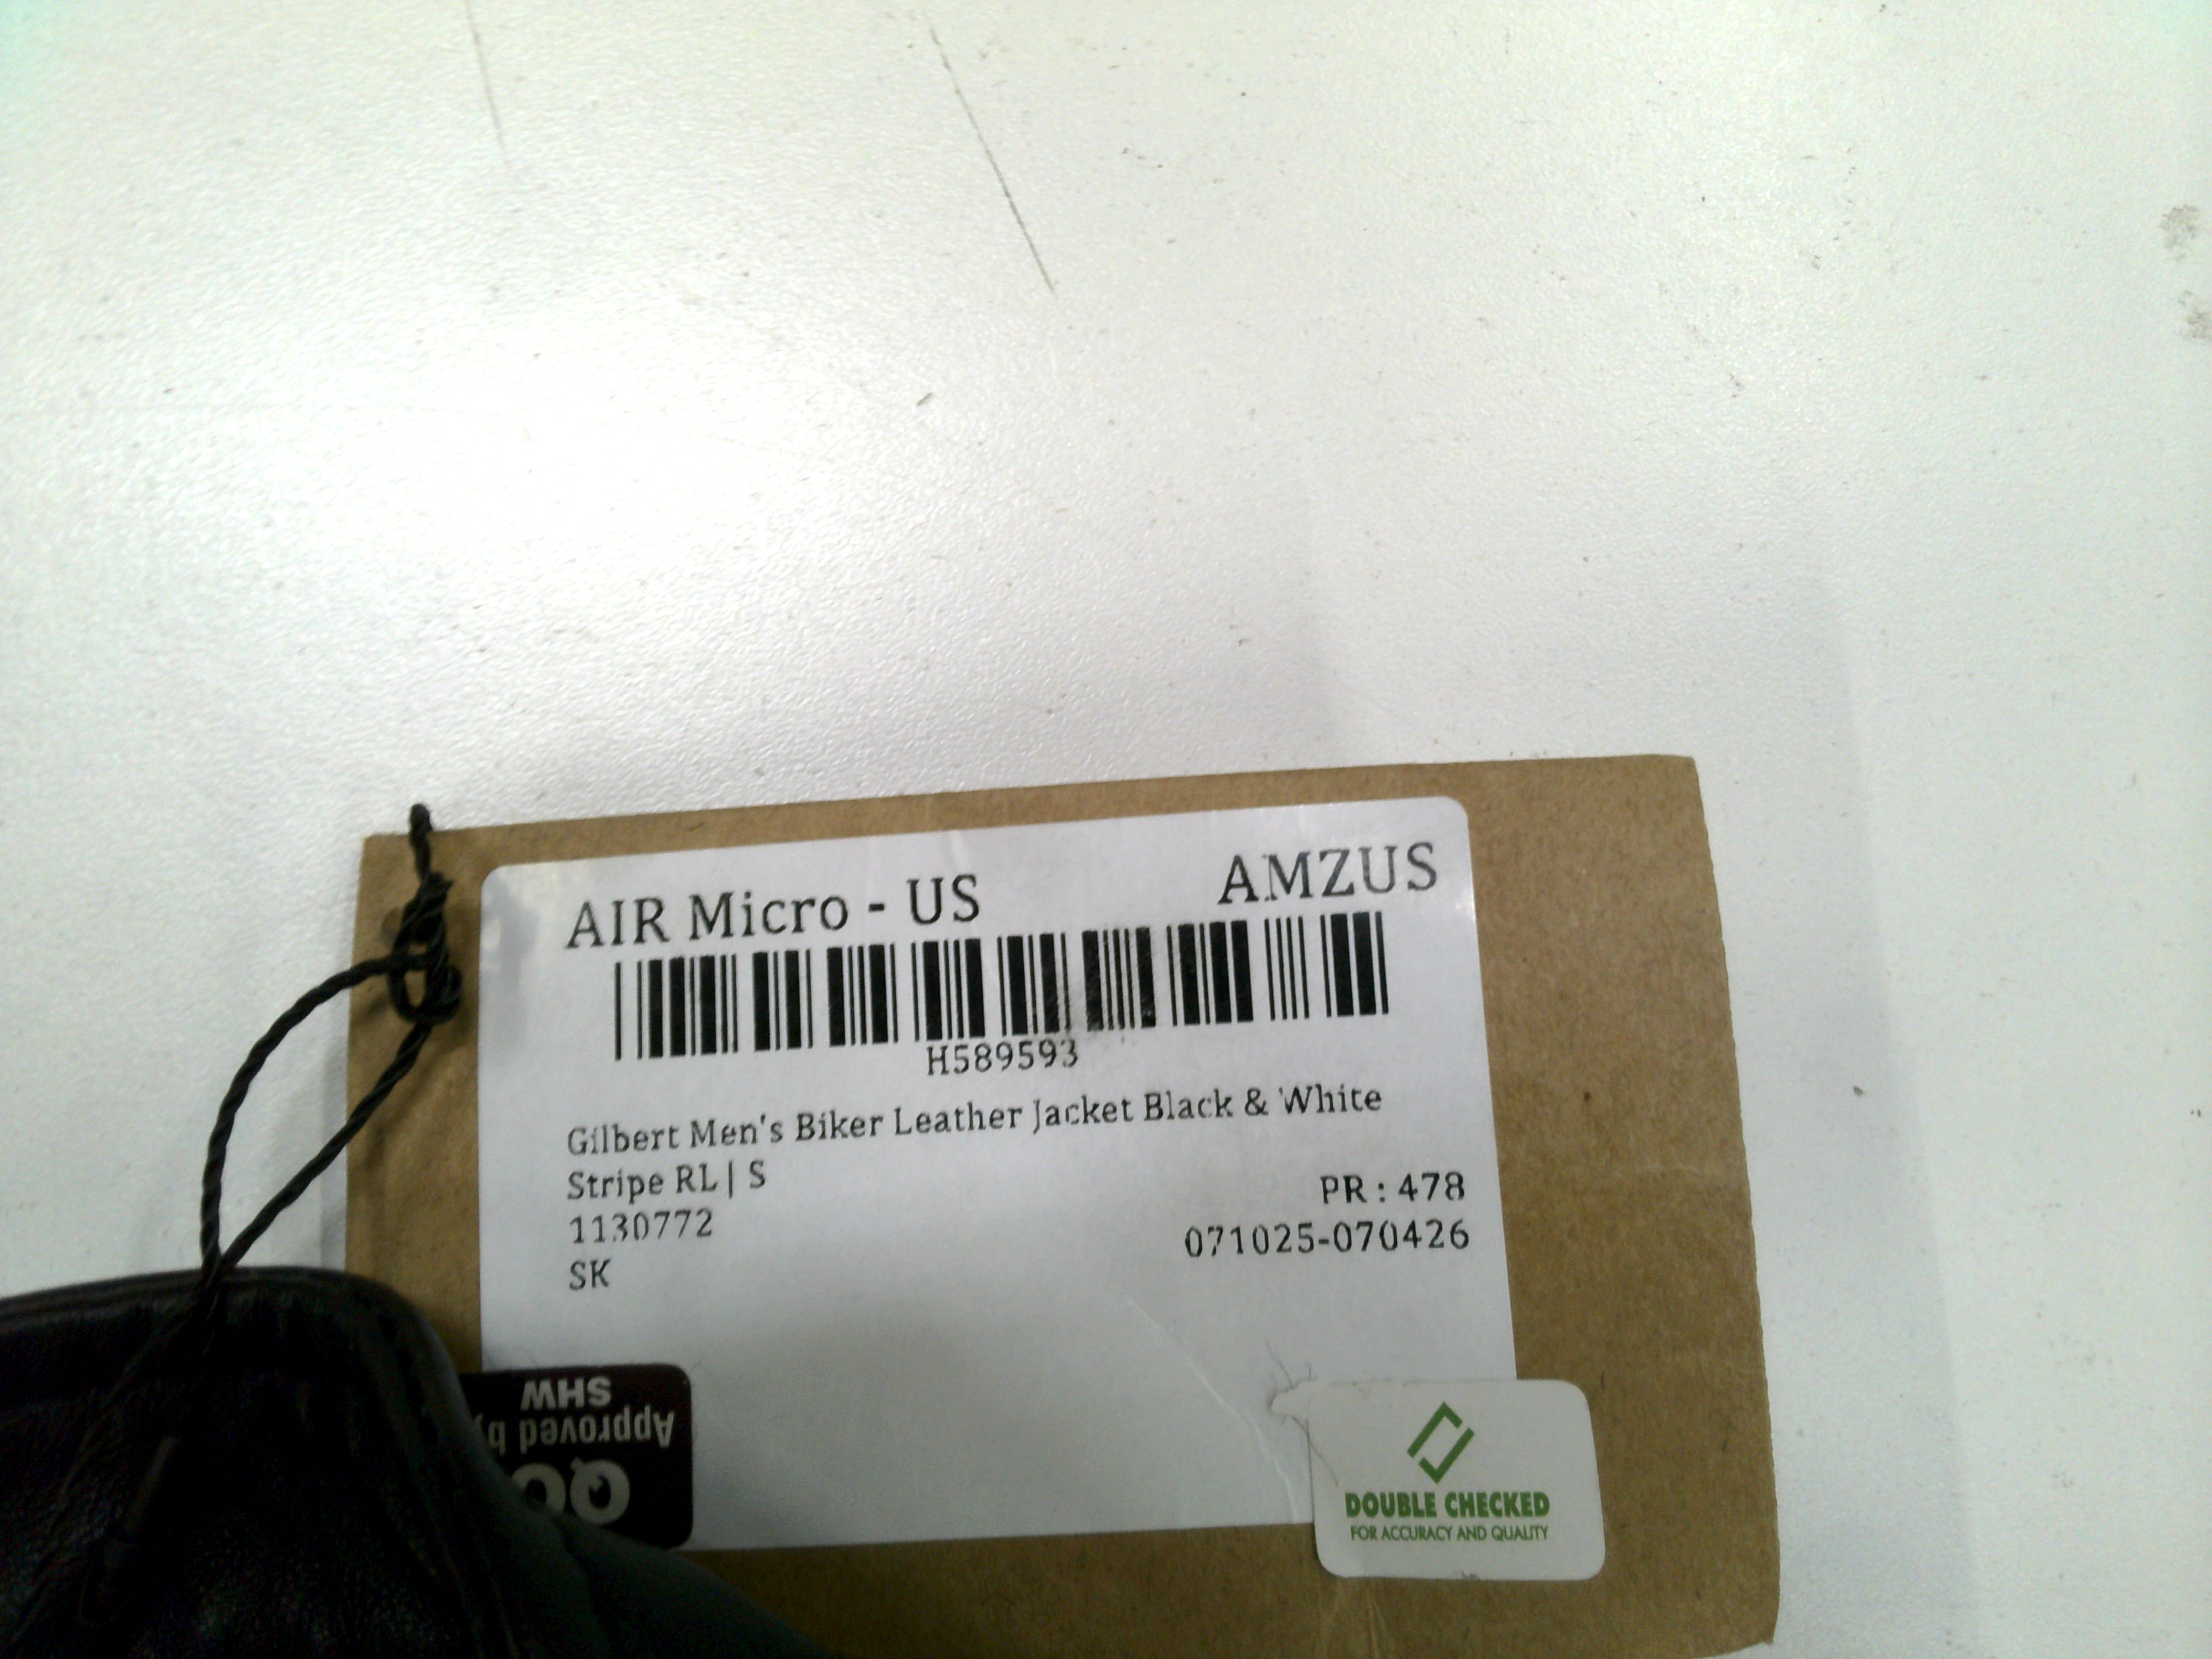 AIR Micro - US AMZUS
H589593
Gilbert Men's Biker Leather Jacket Black & White
Stripe RL | S
PR : 478
1130772
071025-070426
SK
Approved by
SHW
DOUBLE CHECKED
FOR ACCURACY AND QUALITY